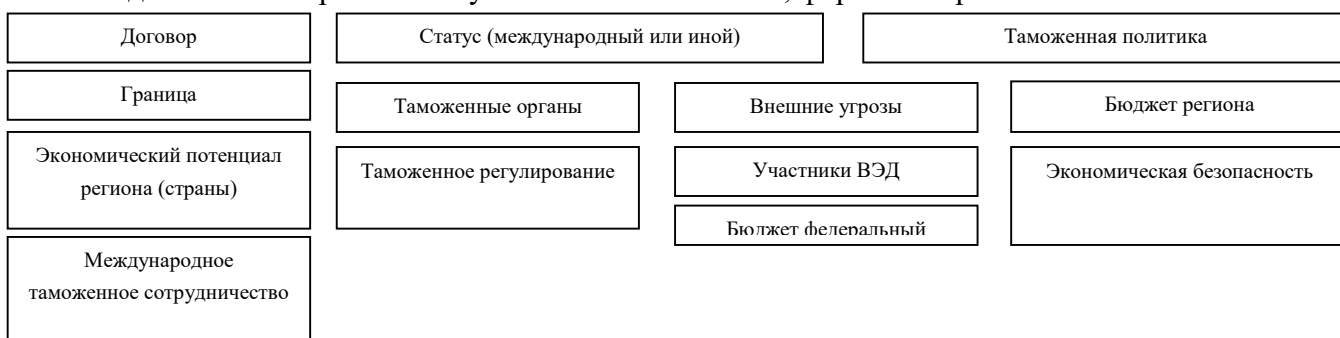 Договор
Статус (международный или иной)
Таможенная политика
Граница
Таможенные органы
Внешние угрозы
Бюджет региона
Экономический потенциал
региона (страны)
Таможенное регулирование
Участники ВЭД
Экономическая безопасность
Бюджет федеральный
Международное
таможенное сотрудничество